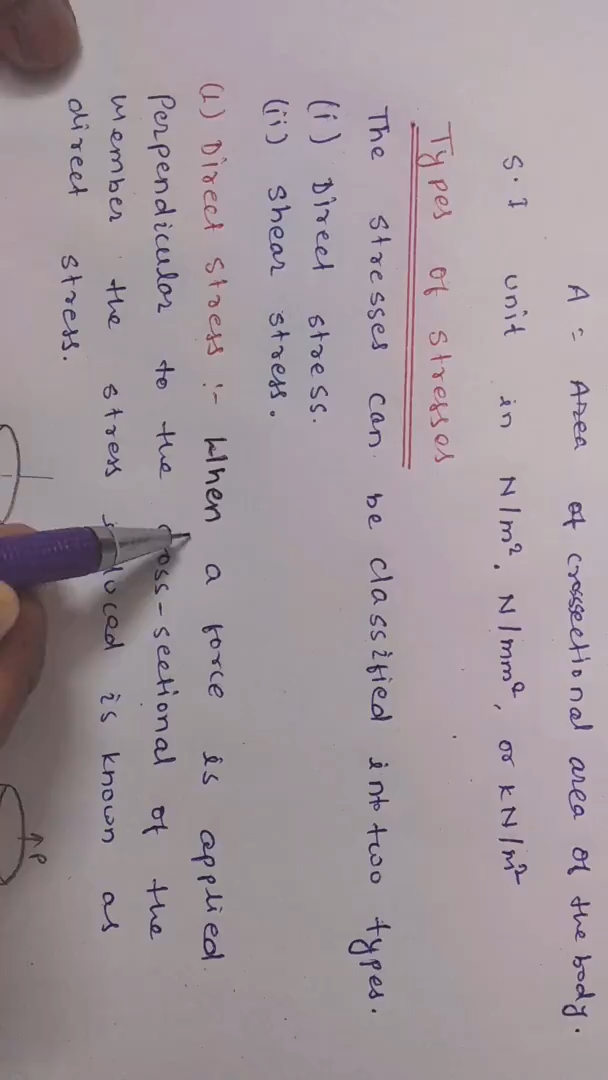 A = Area of crossectional area of the body.
S.I unit in N/m², N/mm², or KN/m²
Types of stresses
The stresses can be classified into two types.
(i) Direct stress.
(ii) shear stress.
(1) Direct stress :- When a force is applied
Perpendicular to the cross-sectional of the
member the stress induced is known as
direct stress.
P